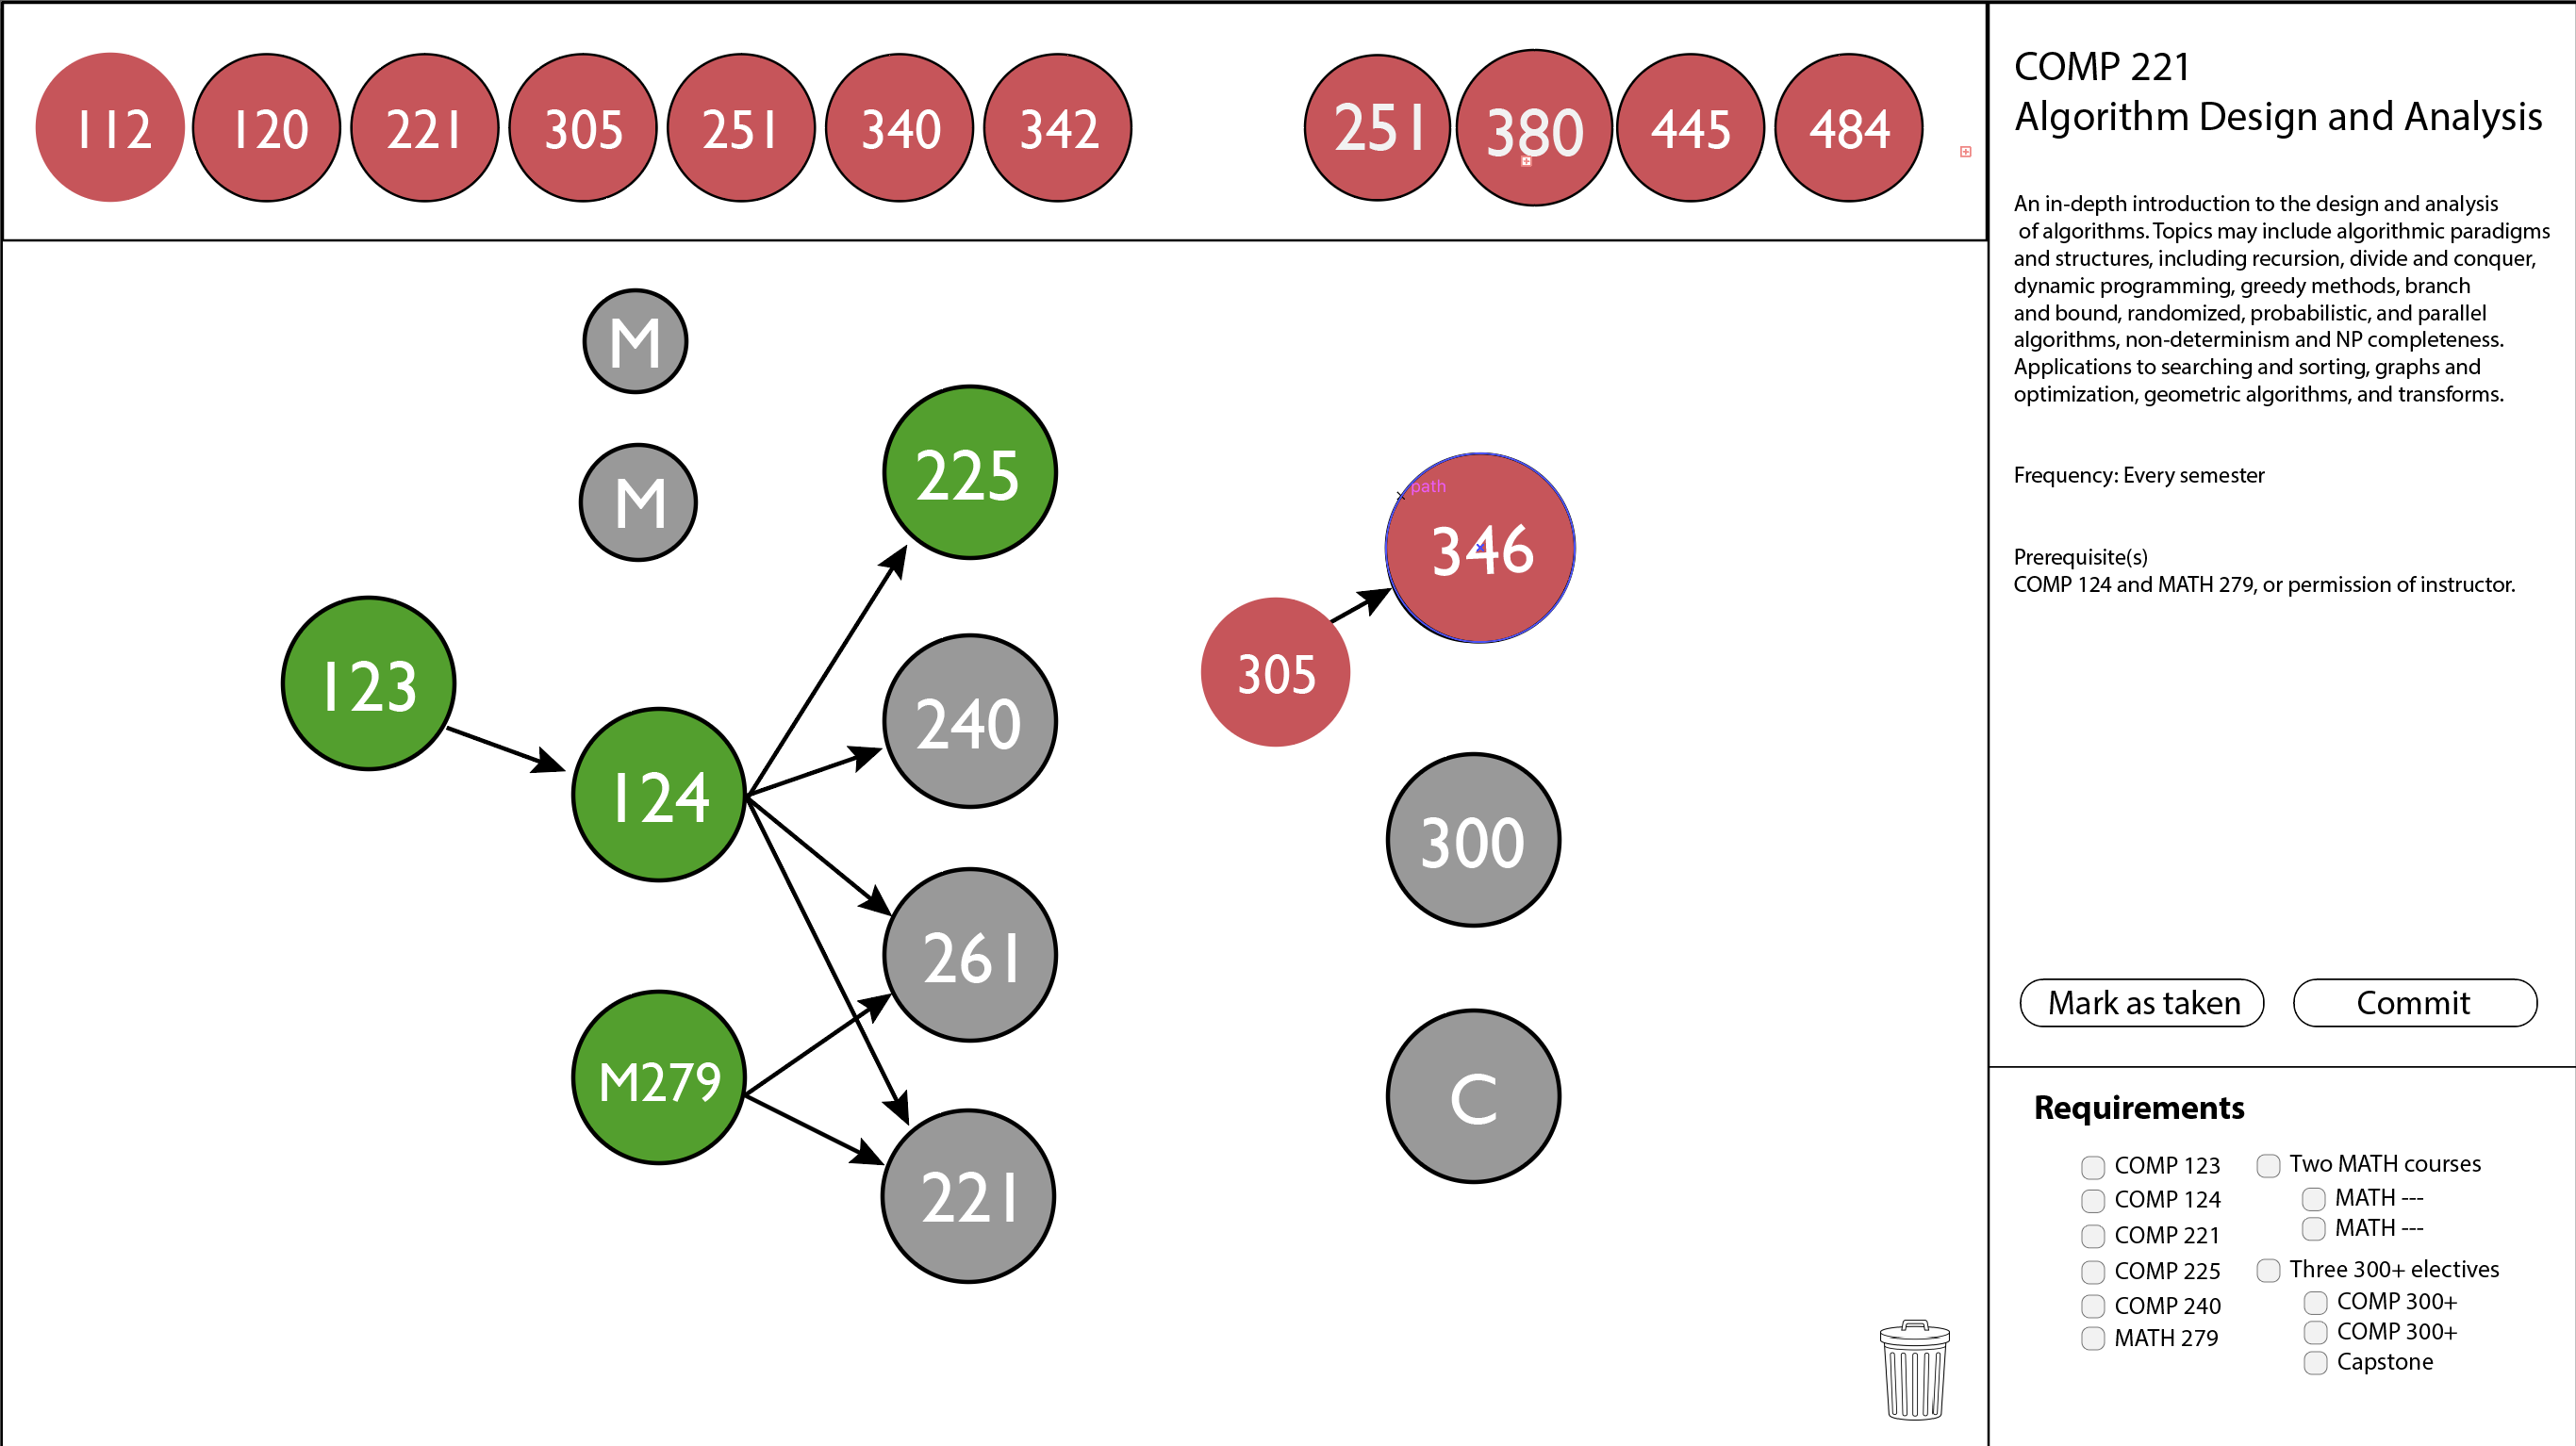 112
120
221
305
251
340
342
251
380
445
484
M
M
225
path
346
123
305
240
124
300
261
M279
C
221
COMP 221
Algorithm Design and Analysis
An in-depth introduction to the design and analysis
of algorithms. Topics may include algorithmic paradigms
and structures, including recursion, divide and conquer,
dynamic programming, greedy methods, branch
and bound, randomized, probabilistic, and parallel
algorithms, non-determinism and NP completeness.
Applications to searching and sorting, graphs and
optimization, geometric algorithms, and transforms.
Frequency: Every semester
Prerequisite(s)
COMP 124 and MATH 279, or permission of instructor.
Mark as taken
Commit
Requirements
COMP 123
COMP 124
COMP 221
COMP 225
COMP 240
MATH 279
Two MATH courses
MATH ---
MATH ---
Three 300+ electives
COMP 300+
COMP 300+
Capstone